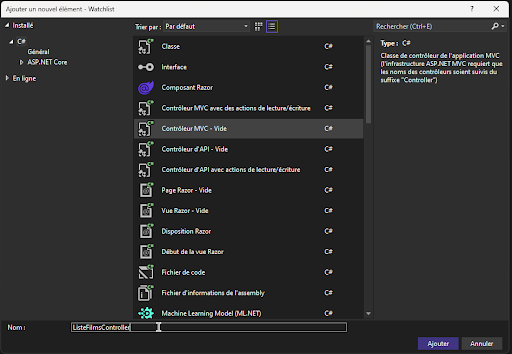 Ajouter un nouvel élément - Watchlist
? ×
Installé
Trier par : Par défaut
Rechercher (Ctrl+E)
C#
Général
ASP.NET Core
En ligne
Classe C#
Interface C#
Composant Razor C#
Contrôleur MVC avec des actions de lecture/écriture C#
Contrôleur MVC - Vide C#
Contrôleur d'API - Vide C#
Contrôleur d'API avec actions de lecture/écriture C#
Page Razor - Vide C#
Vue Razor - Vide C#
Disposition Razor C#
Début de la vue Razor C#
Fichier de code C#
Fichier d'informations de l'assembly C#
Machine Learning Model (ML.NET) C#
Type : C#
Classe de contrôleur de l'application MVC
(l'infrastructure ASP.NET MVC requiert que
les noms des contrôleurs soient suivis du
suffixe "Controller")
Nom : ListeFilmsController
Ajouter Annuler